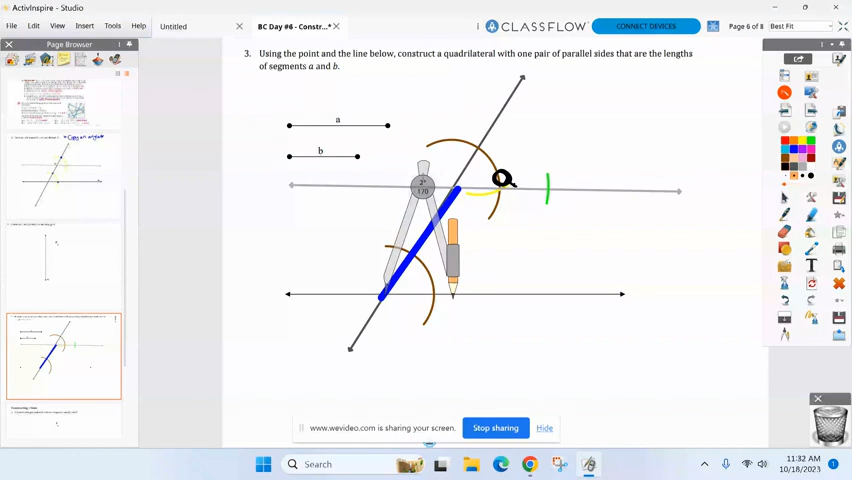 ActivInspire - Studio
File Edit View Insert Tools Help
Untitled
BC Day #6 - Constr...*
CLASSFLOW
CONNECT DEVICES
Page 6 of 8
Best Fit
Page Browser
3. Using the point and the line below, construct a quadrilateral with one pair of parallel sides that are the lengths
of segments a and b.
a
b
2"
170
www.wevideo.com is sharing your screen.
Stop sharing
Hide
Search
11:32 AM
10/18/2023